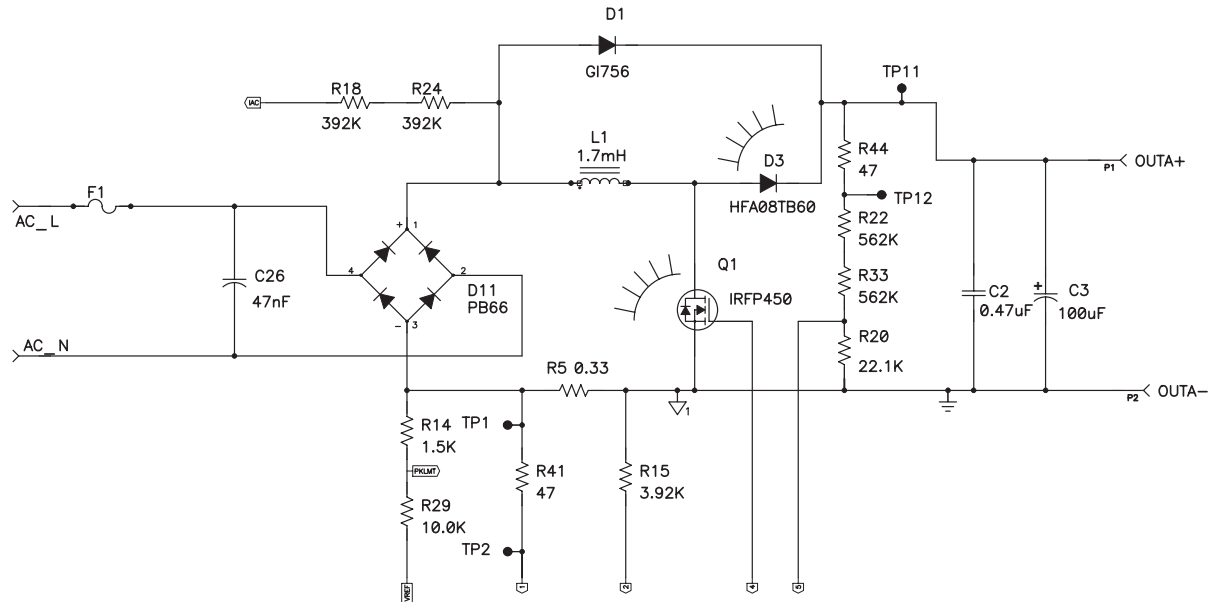 D1
GI756
TP11
IAC
R18
392K
R24
392K
L1
1.7mH
D3
HFA08TB60
R44
47
TP12
P1
OUTA+
F1
AC_L
C26
47nF
+
1
4
2
D11
PB66
-
3
Q1
IRFP450
R22
562K
R33
562K
C2
0.47uF
+
C3
100uF
R20
22.1K
AC_N
R5 0.33
1
P2
OUTA-
R14
1.5K
TP1
PKLMT
R41
47
R15
3.92K
R29
10.0K
TP2
VREF
1
2
4
5